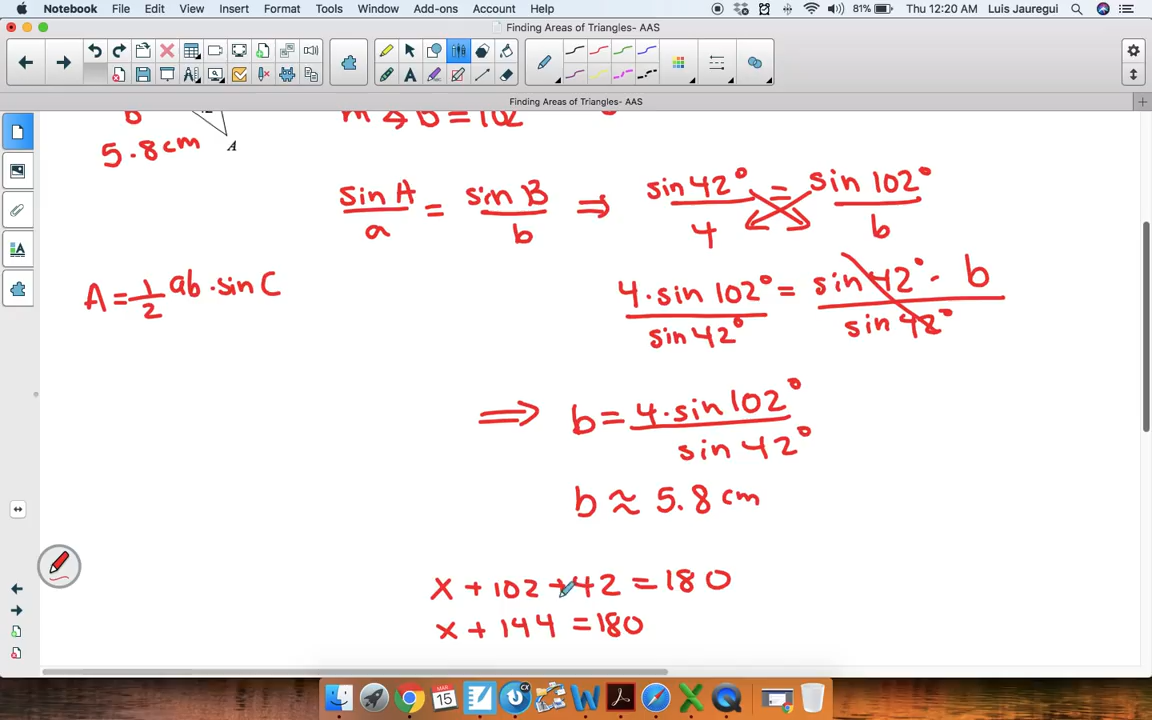 Notebook File Edit View Insert Format Tools Window Add-ons Account Help 81% Thu 12:20 AM Luis Jauregui
Finding Areas of Triangles- AAS
Finding Areas of Triangles- AAS
b
5.8 cm
A
m∡B = 102
sin A / a = sin B / b ⇒ sin 42° / 4 = sin 102° / b
A = 1/2 ab · sin C
4 · sin 102° / sin 42° = sin 42° · b / sin 42°
⇒ b = 4 · sin 102° / sin 42°
b ≈ 5.8 cm
x + 102 + 42 = 180
x + 144 = 180
MAR
15